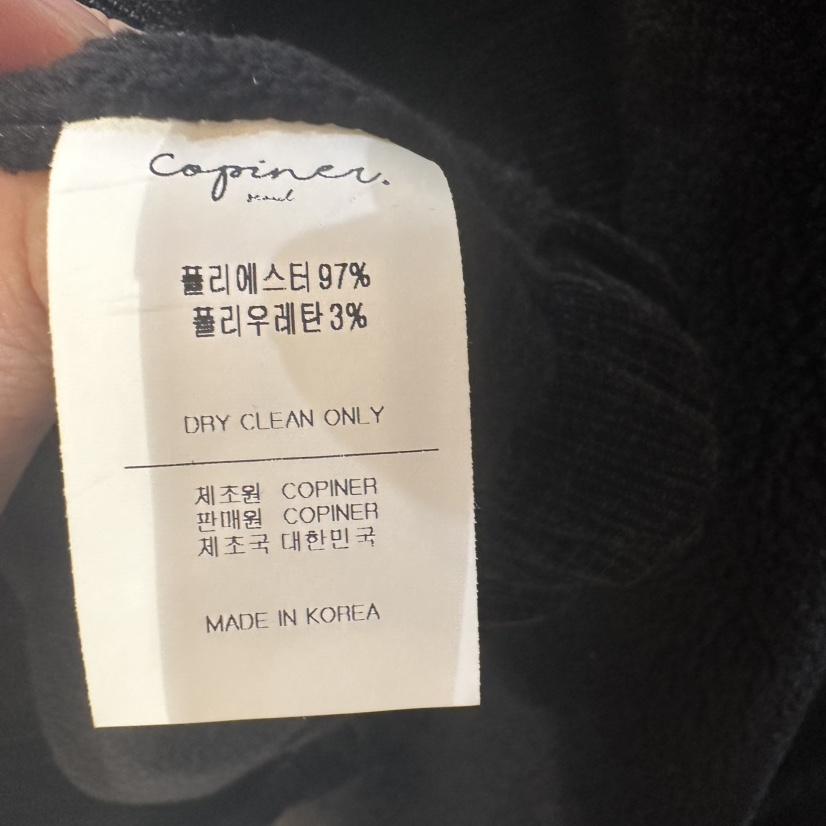 Copiner.
seoul
폴리에스터 97%
폴리우레탄 3%
DRY CLEAN ONLY
제조원 COPINER
판매원 COPINER
제조국 대한민국
MADE IN KOREA